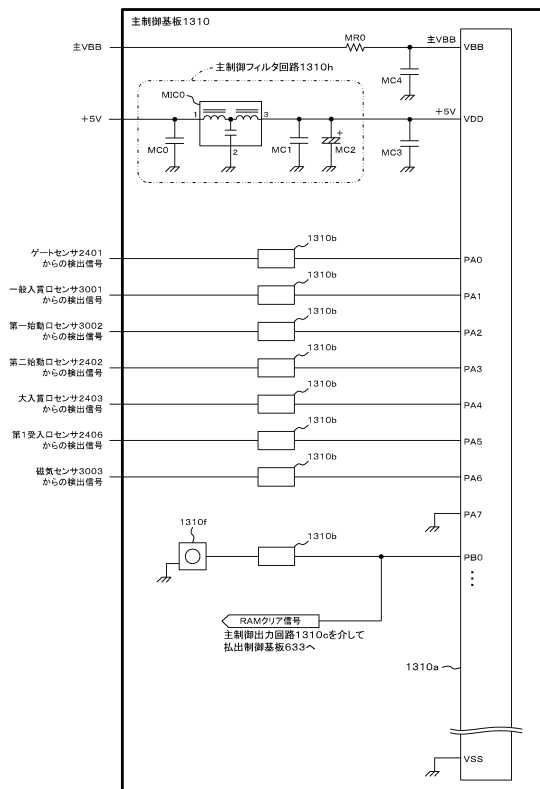 主制御基板1310
主VBB
MR0
主VBB
VBB
MC4
主制御フィルタ回路1310h
MIC0
+5V
1
3
2
MC0
MC1
+
MC2
+5V
VDD
MC3
ゲートセンサ2401
からの検出信号
1310b
PA0
一般入賞口センサ3001
からの検出信号
1310b
PA1
第一始動口センサ3002
からの検出信号
1310b
PA2
第二始動口センサ2402
からの検出信号
1310b
PA3
大入賞口センサ2403
からの検出信号
1310b
PA4
第1受入口センサ2406
からの検出信号
1310b
PA5
磁気センサ3003
からの検出信号
1310b
PA6
PA7
1310f
1310b
PB0
RAMクリア信号
主制御出力回路1310cを介して
払出制御基板633へ
1310a
VSS